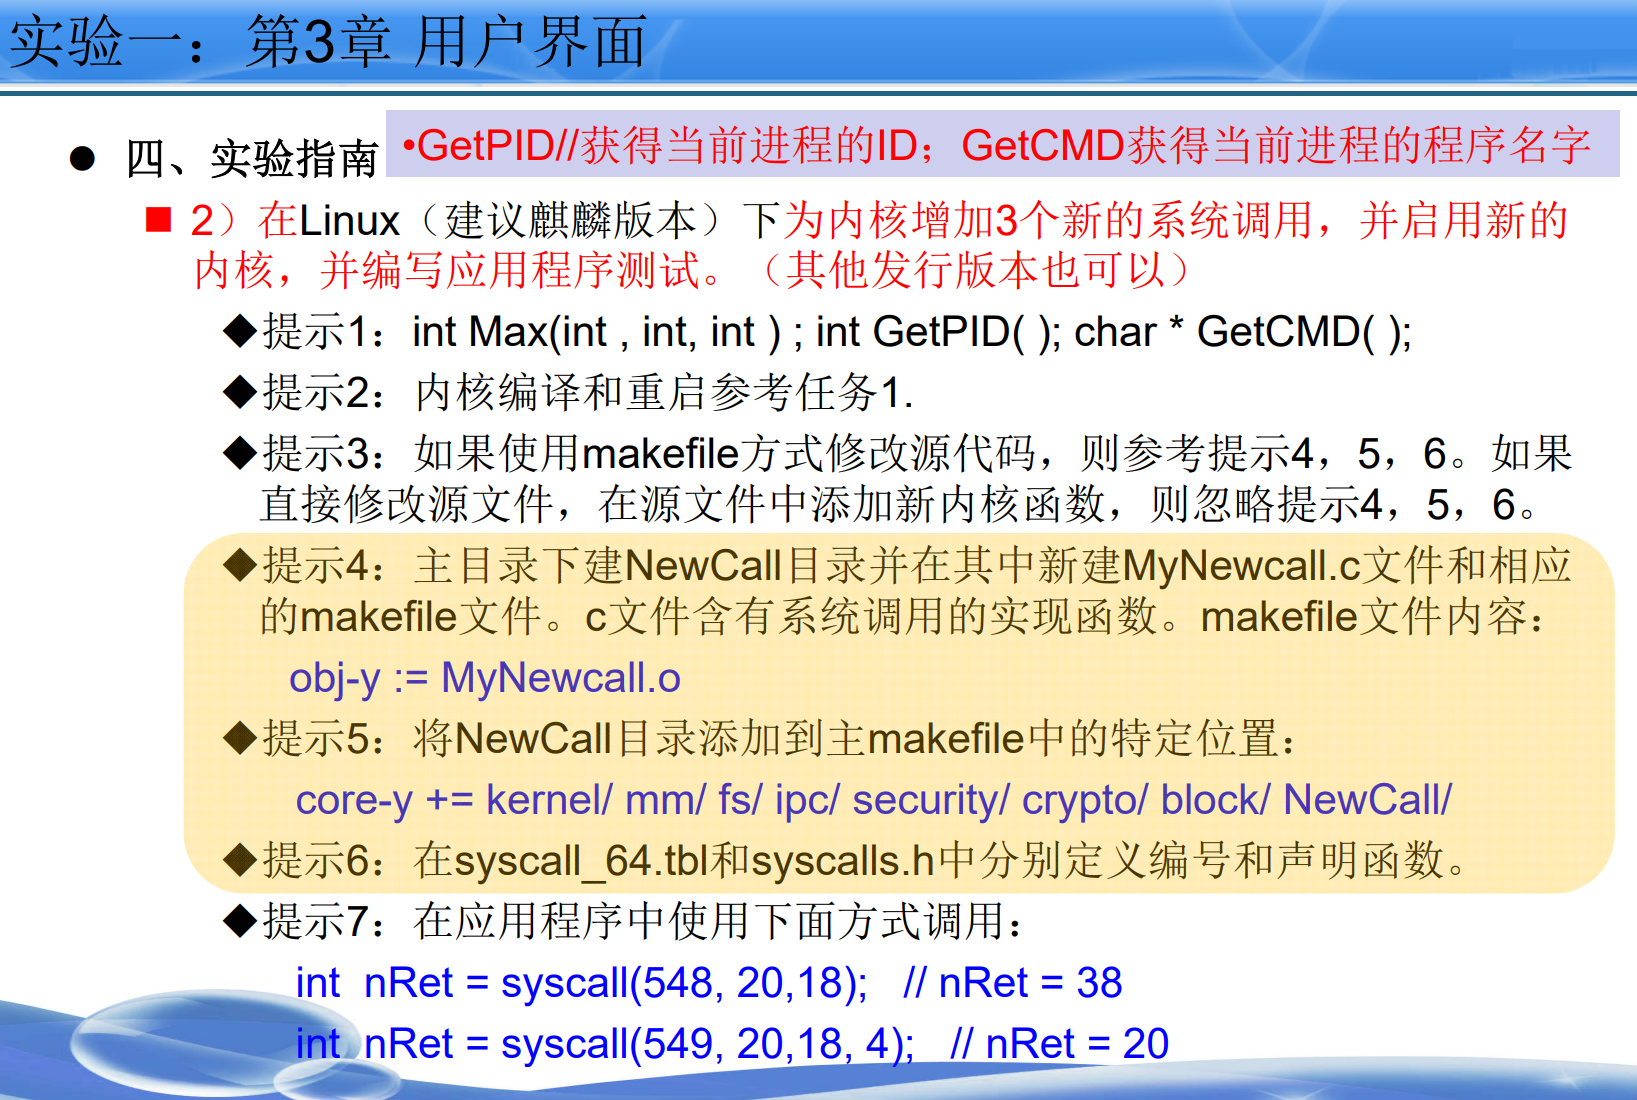 实验一：第3章 用户界面
● 四、实验指南
•GetPID//获得当前进程的ID；GetCMD获得当前进程的程序名字
■ 2）在Linux（建议麒麟版本）下为内核增加3个新的系统调用，并启用新的
内核，并编写应用程序测试。（其他发行版本也可以）
◆提示1：int Max(int , int, int ) ; int GetPID( ); char * GetCMD( );
◆提示2：内核编译和重启参考任务1.
◆提示3：如果使用makefile方式修改源代码，则参考提示4，5，6。如果
直接修改源文件，在源文件中添加新内核函数，则忽略提示4，5，6。
◆提示4：主目录下建NewCall目录并在其中新建MyNewcall.c文件和相应
的makefile文件。c文件含有系统调用的实现函数。makefile文件内容：
obj-y := MyNewcall.o
◆提示5：将NewCall目录添加到主makefile中的特定位置：
core-y += kernel/ mm/ fs/ ipc/ security/ crypto/ block/ NewCall/
◆提示6：在syscall_64.tbl和syscalls.h中分别定义编号和声明函数。
◆提示7：在应用程序中使用下面方式调用：
int nRet = syscall(548, 20,18); // nRet = 38
int nRet = syscall(549, 20,18, 4); // nRet = 20